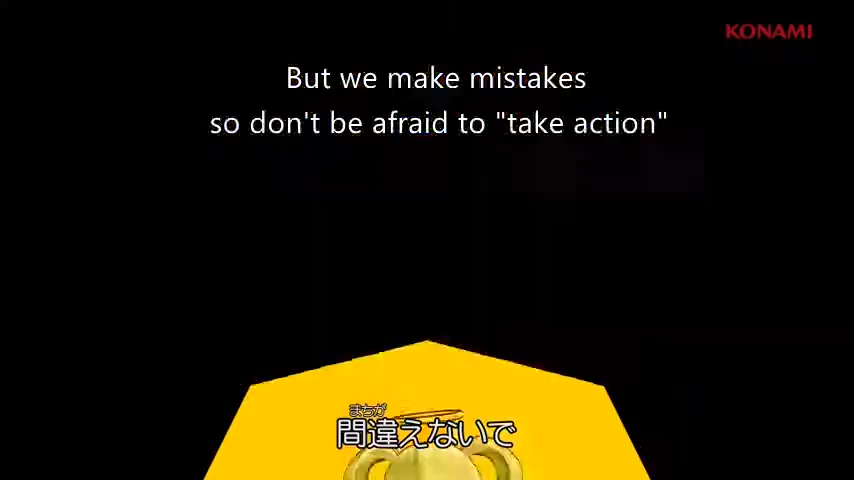 KONAMI
But we make mistakes
so don't be afraid to "take action"
まちが
間違えないで